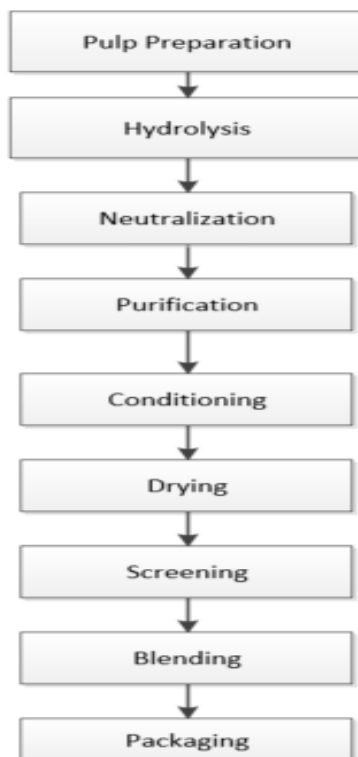 Pulp Preparation
Hydrolysis
Neutralization
Purification
Conditioning
Drying
Screening
Blending
Packaging